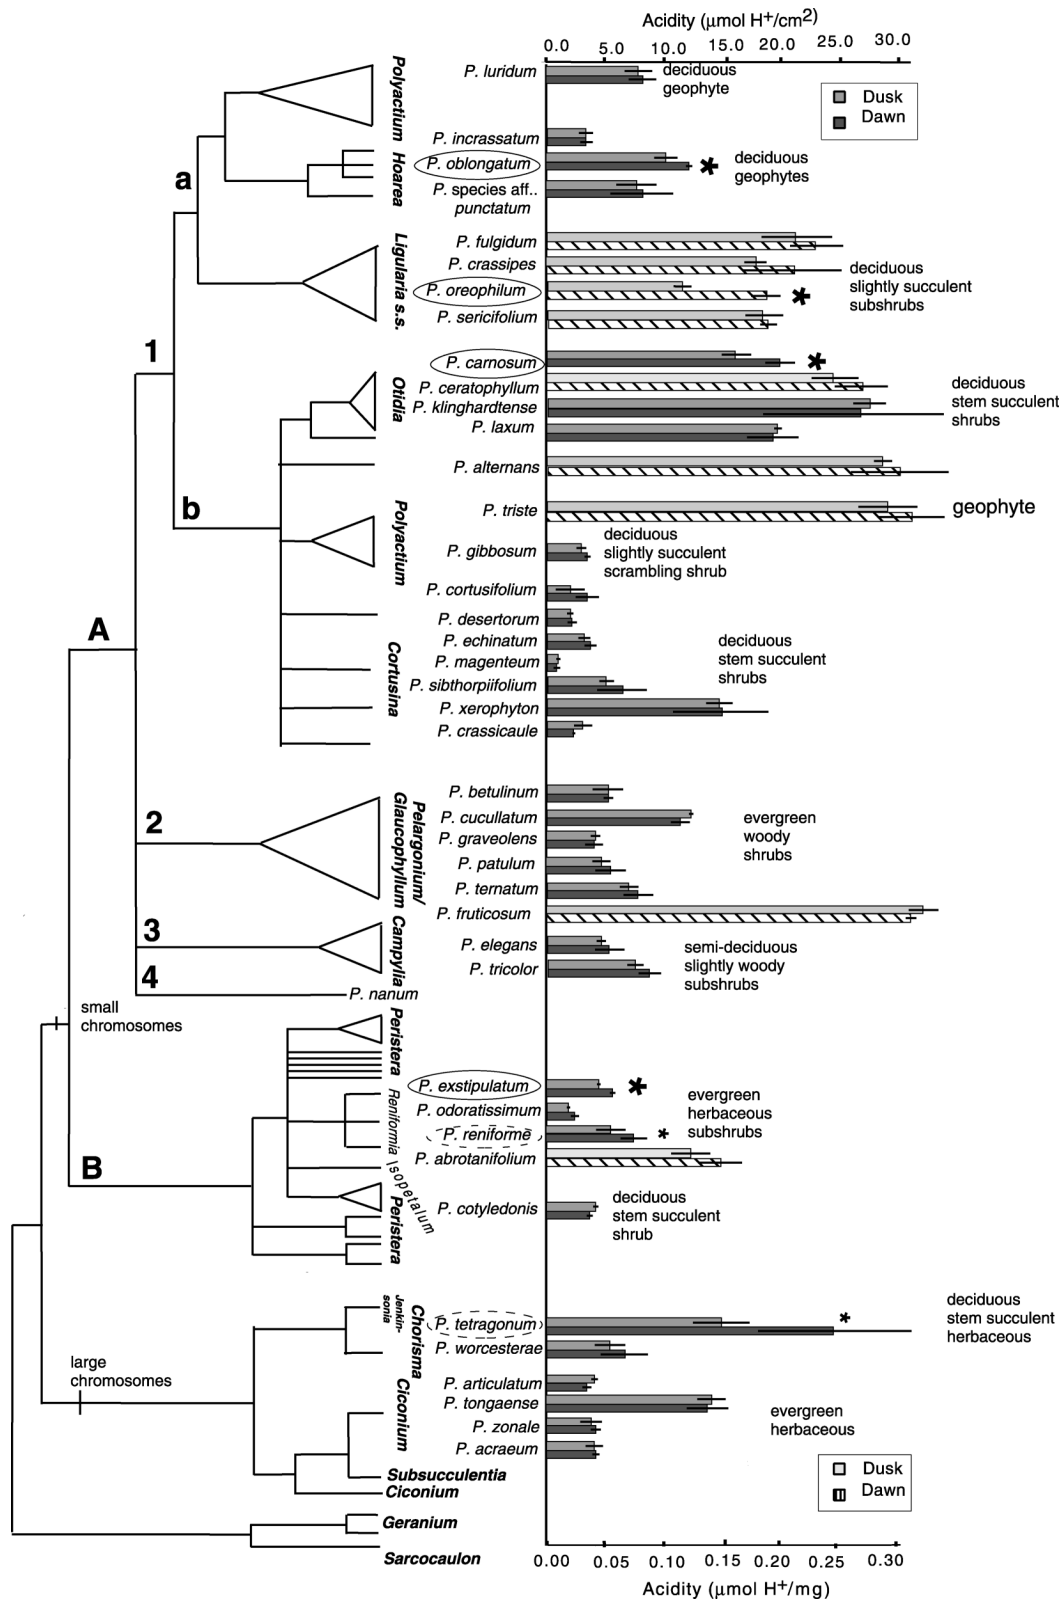 Acidity (μmol H+/cm2)
0.0 5.0 10.0 15.0 20.0 25.0 30.0
Dusk
Dawn
P. luridum
deciduous
geophyte
P. incrassatum
P. oblongatum
*
deciduous
geophytes
P. species aff..
punctatum
P. fulgidum
P. crassipes
P. oreophilum
*
P. sericifolium
deciduous
slightly succulent
subshrubs
P. carnosum
*
P. ceratophyllum
P. klinghardtense
P. laxum
deciduous
stem succulent
shrubs
P. alternans
P. triste
geophyte
P. gibbosum
deciduous
slightly succulent
scrambling shrub
P. cortusifolium
P. desertorum
P. echinatum
P. magenteum
P. sibthorpiifolium
P. xerophyton
P. crassicaule
deciduous
stem succulent
shrubs
P. betulinum
P. cucullatum
P. graveolens
P. patulum
P. ternatum
P. fruticosum
evergreen
woody
shrubs
P. elegans
P. tricolor
semi-deciduous
slightly woody
subshrubs
P. nanum
P. exstipulatum
*
P. odoratissimum
P. reniforme
*
P. abrotanifolium
evergreen
herbaceous
subshrubs
P. cotyledonis
deciduous
stem succulent
shrub
P. tetragonum
*
P. worcesterae
deciduous
stem succulent
herbaceous
P. articulatum
P. tongaense
P. zonale
P. acraeum
evergreen
herbaceous
Dusk
Dawn
Polyactium
Hoarea
Ligularia s.s.
Otidia
Polyactium
Cortusina
Pelargonium/
Glaucophyllum
Campylia
Peristera
Reniformia
Isopetalum
Peristera
Jenkin-
sonia
Chorisma
Ciconium
Subsucculentia
Ciconium
Geranium
Sarcocaulon
a
1
b
A
2
3
4
small
chromosomes
B
large
chromosomes
0.00 0.05 0.10 0.15 0.20 0.25 0.30
Acidity (μmol H+/mg)